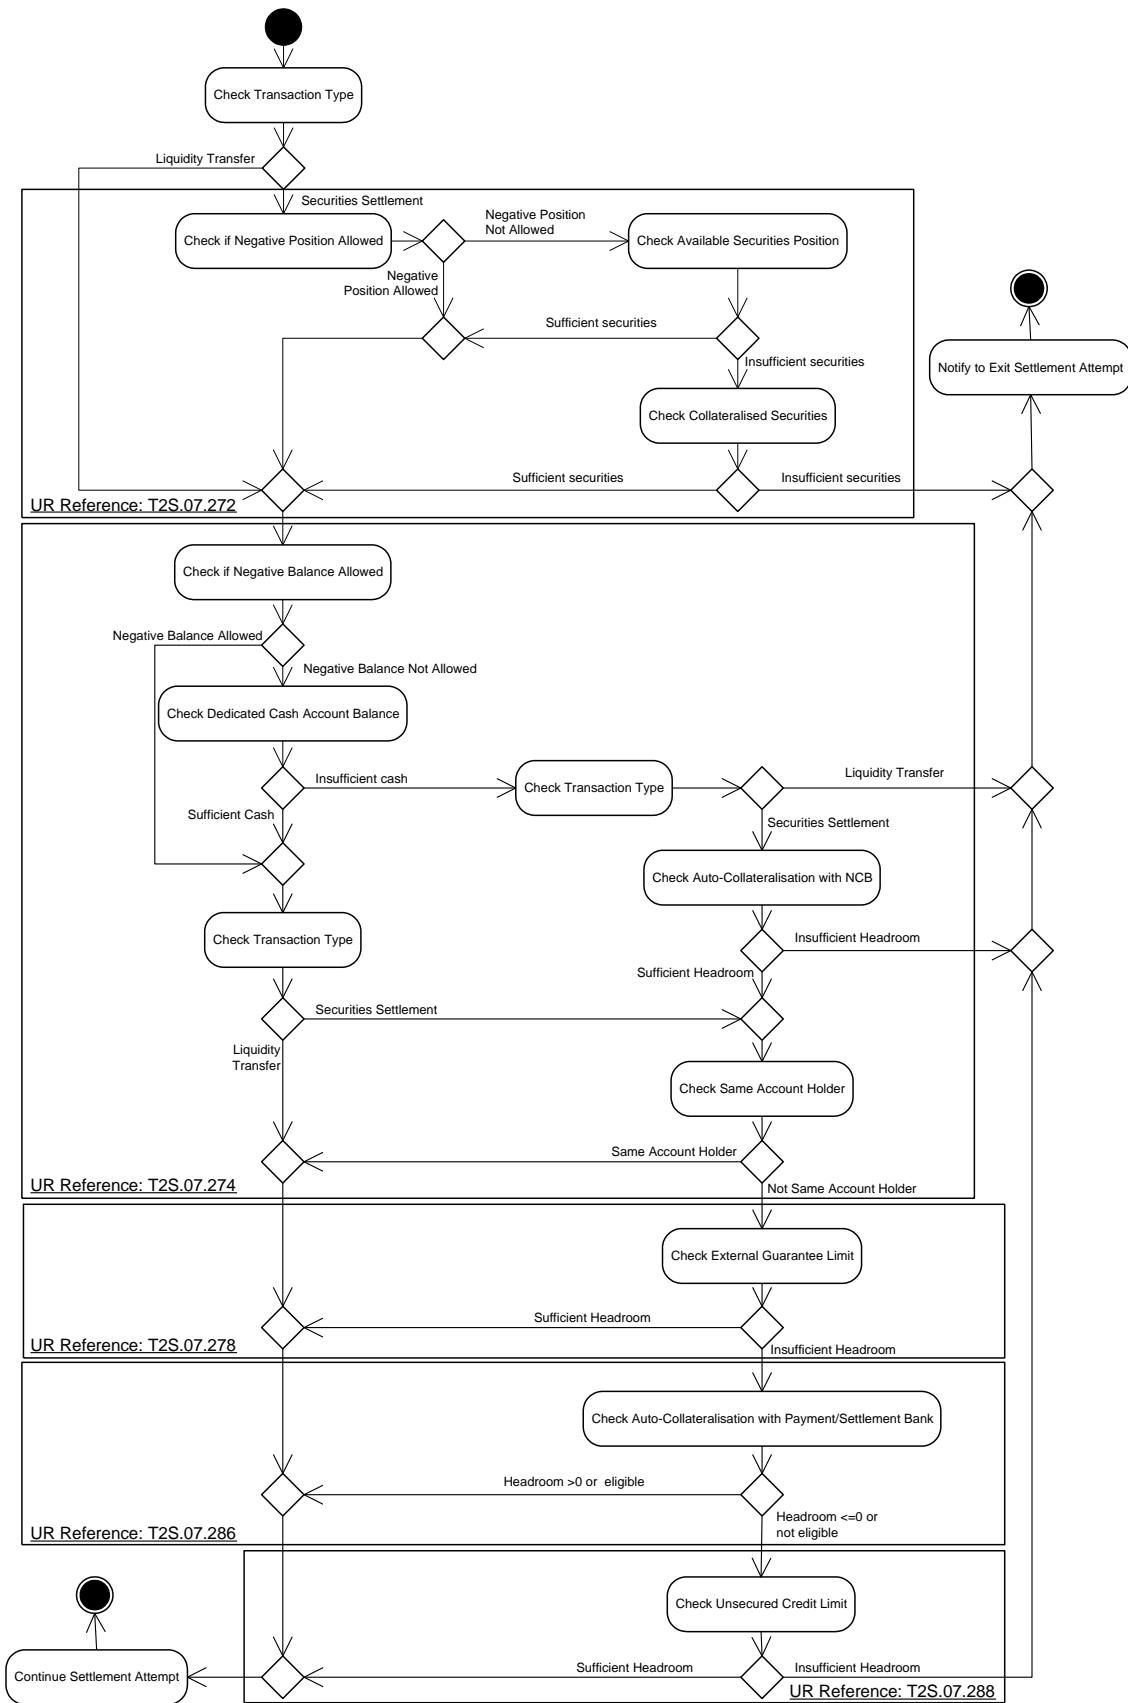 Check Transaction Type
Liquidity Transfer
Securities Settlement
Check if Negative Position Allowed
Negative Position
Not Allowed
Check Available Securities Position
Negative
Position Allowed
Sufficient securities
Insufficient securities
Notify to Exit Settlement Attempt
Check Collateralised Securities
Sufficient securities
Insufficient securities
UR Reference: T2S.07.272
Check if Negative Balance Allowed
Negative Balance Allowed
Negative Balance Not Allowed
Check Dedicated Cash Account Balance
Insufficient cash
Check Transaction Type
Liquidity Transfer
Sufficient Cash
Securities Settlement
Check Auto-Collateralisation with NCB
Check Transaction Type
Insufficient Headroom
Sufficient Headroom
Securities Settlement
Liquidity
Transfer
Check Same Account Holder
Same Account Holder
UR Reference: T2S.07.274
Not Same Account Holder
Check External Guarantee Limit
Sufficient Headroom
UR Reference: T2S.07.278
Insufficient Headroom
Check Auto-Collateralisation with Payment/Settlement Bank
Headroom >0 or  eligible
Headroom <=0 or
not eligible
UR Reference: T2S.07.286
Check Unsecured Credit Limit
Continue Settlement Attempt
Sufficient Headroom
Insufficient Headroom
UR Reference: T2S.07.288